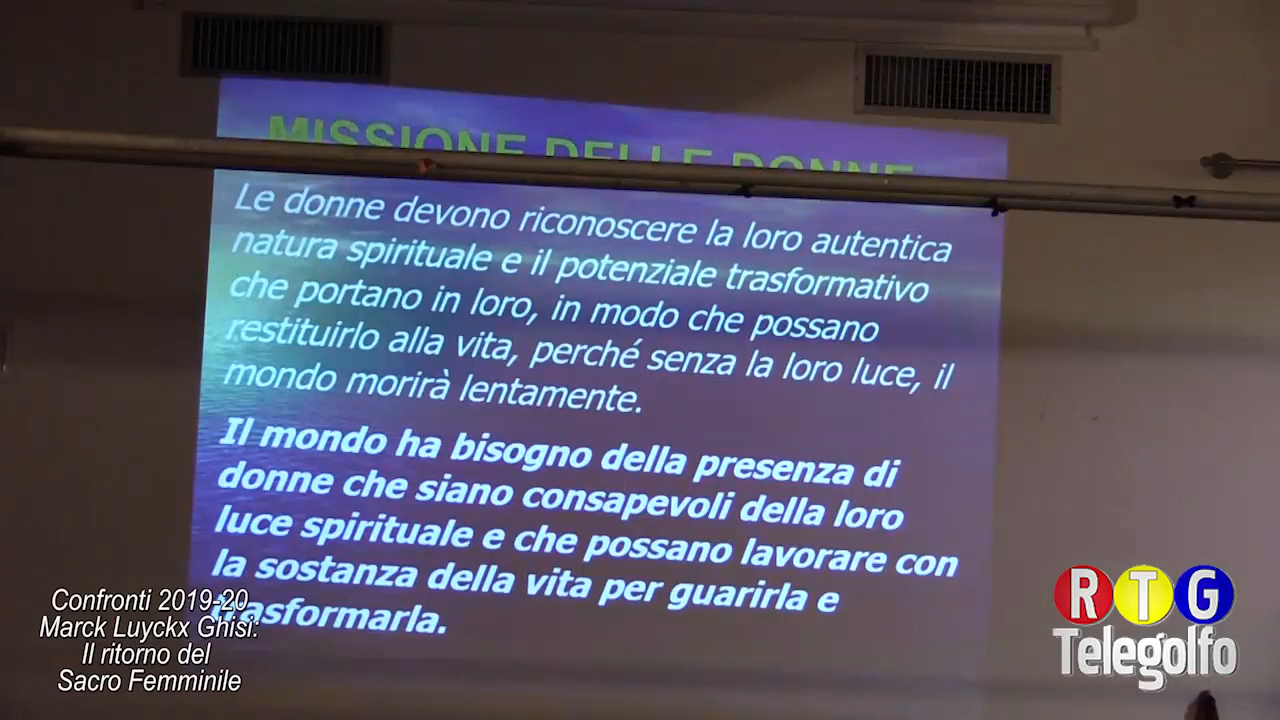 MISSIONE DELLE DONNE
Le donne devono riconoscere la loro autentica
natura spirituale e il potenziale trasformativo
che portano in loro, in modo che possano
restituirlo alla vita, perché senza la loro luce, il
mondo morirà lentamente.
Il mondo ha bisogno della presenza di
donne che siano consapevoli della loro
luce spirituale e che possano lavorare con
la sostanza della vita per guarirla e
trasformarla.
Confronti 2019-20
Marck Luyckx Ghisi:
Il ritorno del
Sacro Femminile
RTG
Telegolfo